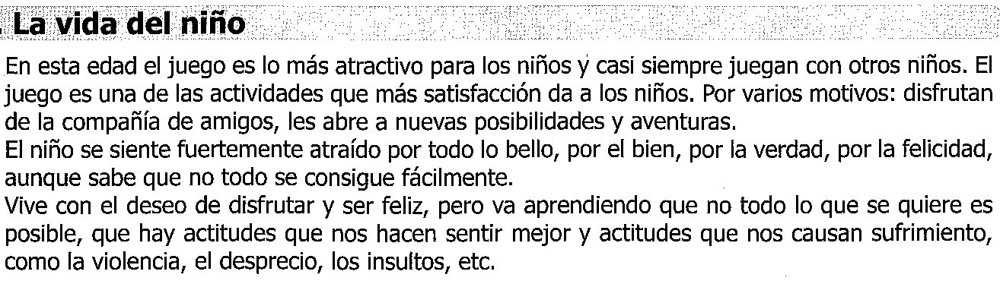 . La vida del niño
En esta edad el juego es lo más atractivo para los niños y casi siempre juegan con otros niños. El
juego es una de las actividades que más satisfacción da a los niños. Por varios motivos: disfrutan
de la compañía de amigos, les abre a nuevas posibilidades y aventuras.
El niño se siente fuertemente atraído por todo lo bello, por el bien, por la verdad, por la felicidad,
aunque sabe que no todo se consigue fácilmente.
Vive con el deseo de disfrutar y ser feliz, pero va aprendiendo que no todo lo que se quiere es
posible, que hay actitudes que nos hacen sentir mejor y actitudes que nos causan sufrimiento,
como la violencia, el desprecio, los insultos, etc.